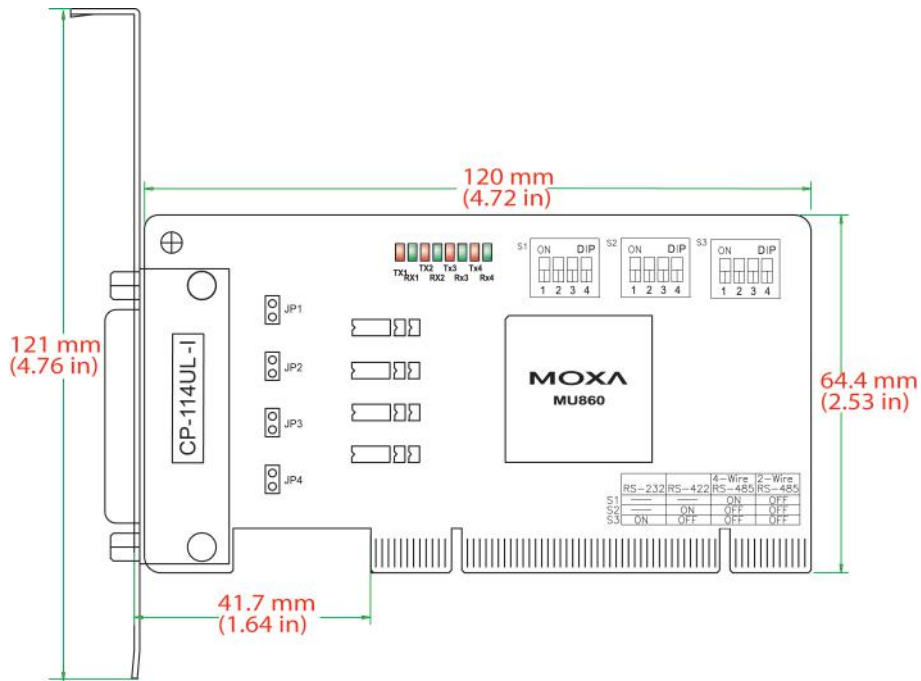 120 mm
(4.72 in)
TX1 RX1 TX2 RX2 Tx3 Rx3 Tx4 Rx4
S1 ON DIP
1 2 3 4
S2 ON DIP
1 2 3 4
S3 ON DIP
1 2 3 4
JP1
JP2
JP3
JP4
CP-114UL-I
121 mm
(4.76 in)
MOXA
MU860
64.4 mm
(2.53 in)
RS-232 RS-422 4-Wire RS-485 2-Wire RS-485
S1 — — ON OFF
S2 — ON OFF OFF
S3 ON OFF OFF OFF
41.7 mm
(1.64 in)